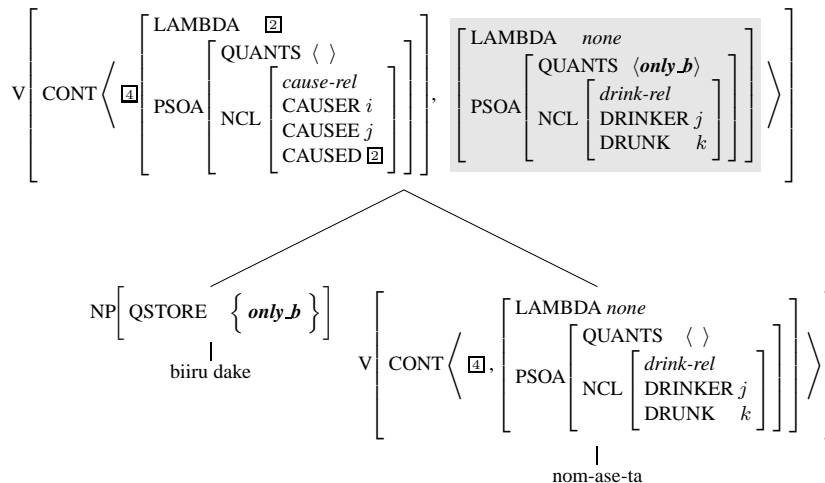 V[ CONT ⟨ [4][ LAMBDA [2]
PSOA [ QUANTS ⟨ ⟩
NCL [ cause-rel
CAUSER i
CAUSEE j
CAUSED [2] ] ] ],
[ LAMBDA none
PSOA [ QUANTS ⟨only_b⟩
NCL [ drink-rel
DRINKER j
DRUNK k ] ] ] ⟩ ]
NP[ QSTORE { only_b } ]
biiru dake
V[ CONT ⟨ [4], [ LAMBDA none
PSOA [ QUANTS ⟨ ⟩
NCL [ drink-rel
DRINKER j
DRUNK k ] ] ] ⟩
nom-ase-ta